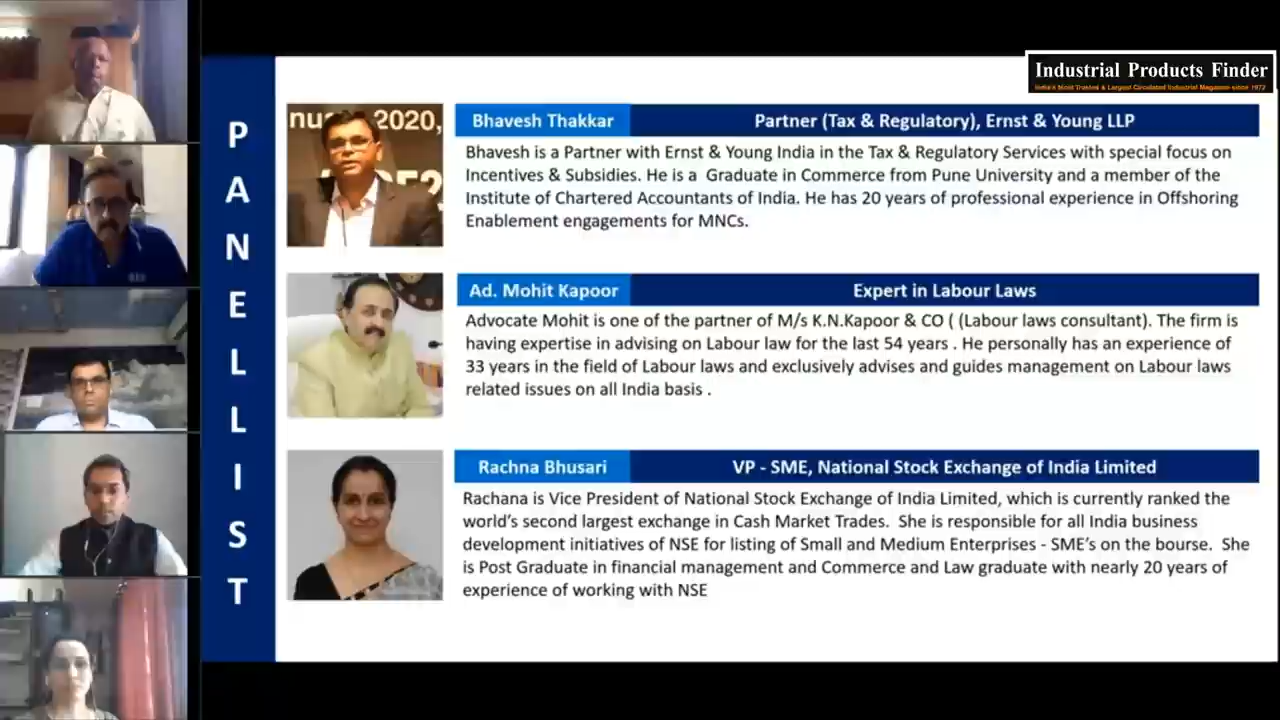 Industrial Products Finder
India's Most Trusted & Largest Circulated Industrial Magazine since 1972
P
A
N
E
L
L
I
S
T
2020,
Bhavesh Thakkar
Partner (Tax & Regulatory), Ernst & Young LLP
Bhavesh is a Partner with Ernst & Young India in the Tax & Regulatory Services with special focus on
Incentives & Subsidies. He is a Graduate in Commerce from Pune University and a member of the
Institute of Chartered Accountants of India. He has 20 years of professional experience in Offshoring
Enablement engagements for MNCs.
Ad. Mohit Kapoor
Expert in Labour Laws
Advocate Mohit is one of the partner of M/s K.N.Kapoor & CO ( (Labour laws consultant). The firm is
having expertise in advising on Labour law for the last 54 years . He personally has an experience of
33 years in the field of Labour laws and exclusively advises and guides management on Labour laws
related issues on all India basis .
Rachna Bhusari
VP - SME, National Stock Exchange of India Limited
Rachana is Vice President of National Stock Exchange of India Limited, which is currently ranked the
world's second largest exchange in Cash Market Trades. She is responsible for all India business
development initiatives of NSE for listing of Small and Medium Enterprises - SME's on the bourse. She
is Post Graduate in financial management and Commerce and Law graduate with nearly 20 years of
experience of working with NSE